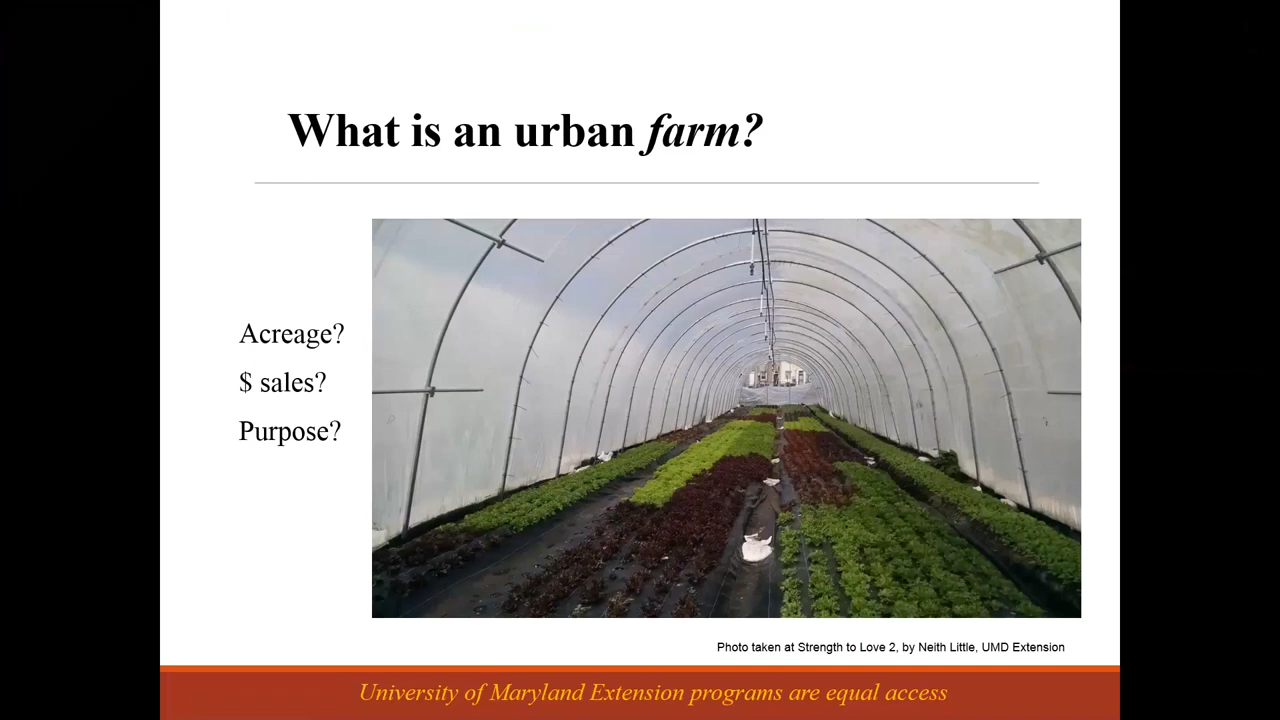 What is an urban farm?
Acreage?
$ sales?
Purpose?
Photo taken at Strength to Love 2, by Neith Little, UMD Extension
University of Maryland Extension programs are equal access